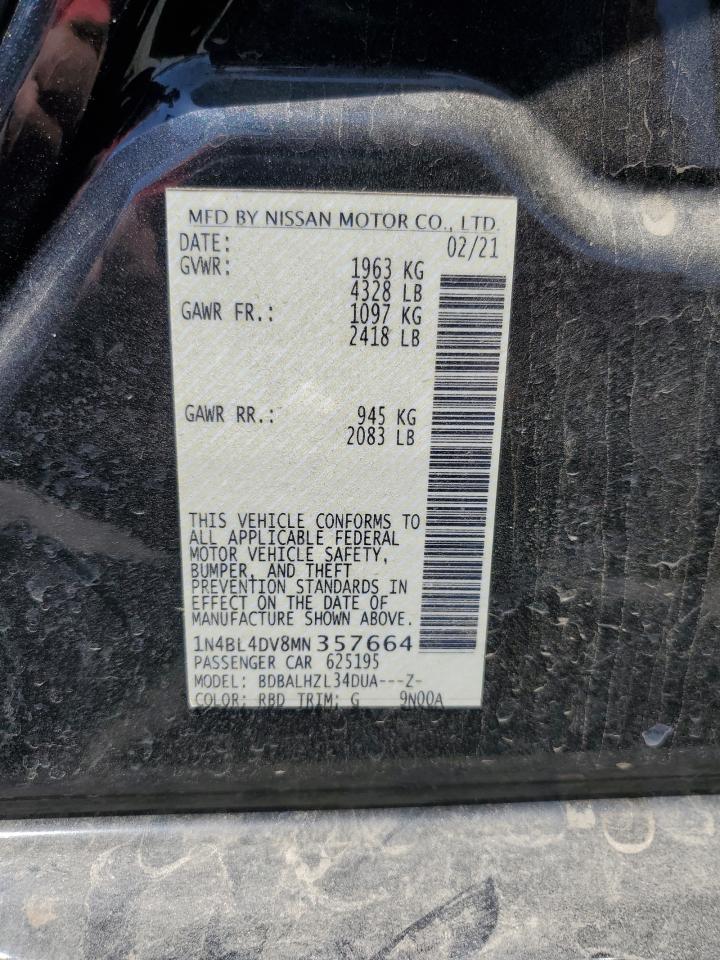 MFD BY NISSAN MOTOR CO., LTD.
DATE: 02/21
GVWR: 1963 KG
4328 LB
GAWR FR.: 1097 KG
2418 LB
GAWR RR.: 945 KG
2083 LB
THIS VEHICLE CONFORMS TO
ALL APPLICABLE FEDERAL
MOTOR VEHICLE SAFETY,
BUMPER, AND THEFT
PREVENTION STANDARDS IN
EFFECT ON THE DATE OF
MANUFACTURE SHOWN ABOVE.
1N4BL4DV8MN 357664
PASSENGER CAR 625195
MODEL: BDBALHZL34DUA---Z-
COLOR: RBD TRIM: G 9N00A